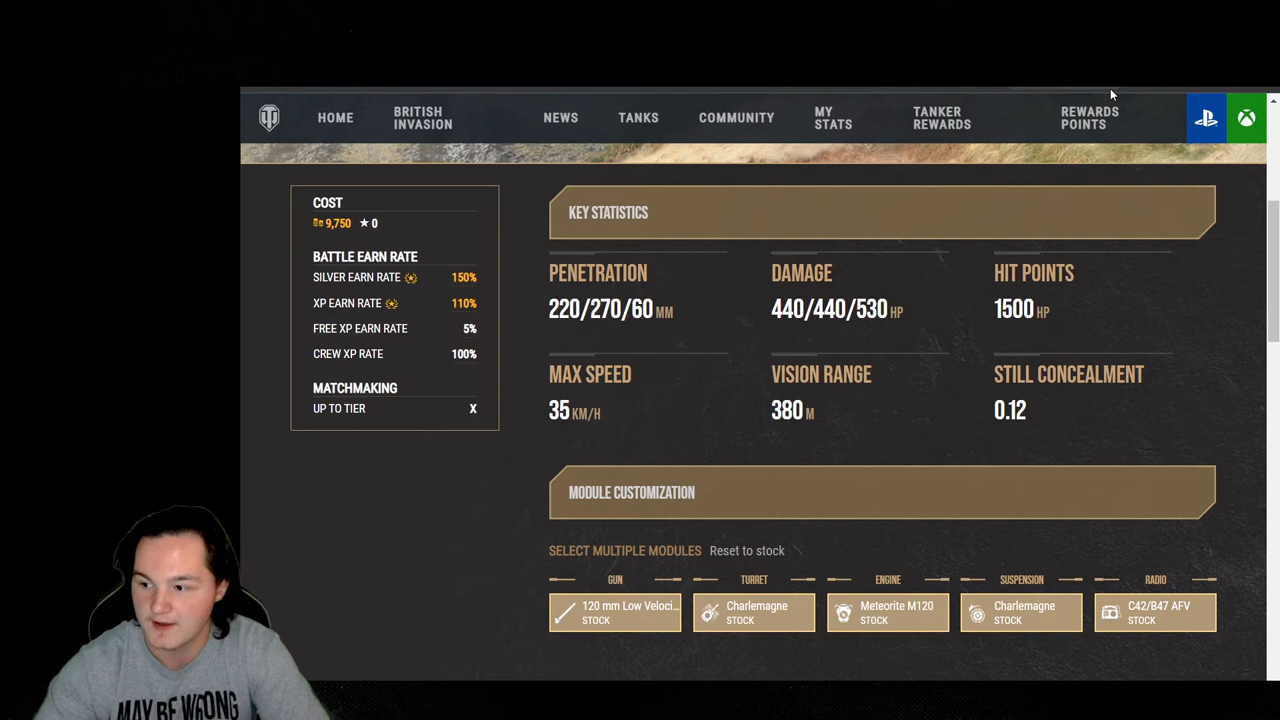 HOME
BRITISH
INVASION
NEWS
TANKS
COMMUNITY
MY
STATS
TANKER
REWARDS
REWARDS
POINTS
COST
9,750 ★ 0
BATTLE EARN RATE
SILVER EARN RATE 150%
XP EARN RATE 110%
FREE XP EARN RATE 5%
CREW XP RATE 100%
MATCHMAKING
UP TO TIER X
KEY STATISTICS
PENETRATION
220/270/60 MM
DAMAGE
440/440/530 HP
HIT POINTS
1500 HP
MAX SPEED
35 KM/H
VISION RANGE
380 M
STILL CONCEALMENT
0.12
MODULE CUSTOMIZATION
SELECT MULTIPLE MODULES Reset to stock
GUN
120 mm Low Veloci...
STOCK
TURRET
Charlemagne
STOCK
ENGINE
Meteorite M120
STOCK
SUSPENSION
Charlemagne
STOCK
RADIO
C42/B47 AFV
STOCK
MAY BE WRONG